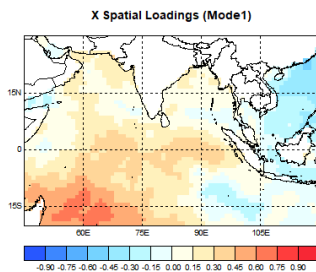 X Spatial Loadings (Mode1)
15N
0
15S
60E 75E 90E 105E
-0.90 -0.75 -0.60 -0.45 -0.30 -0.15 0.00 0.15 0.30 0.45 0.60 0.75 0.90